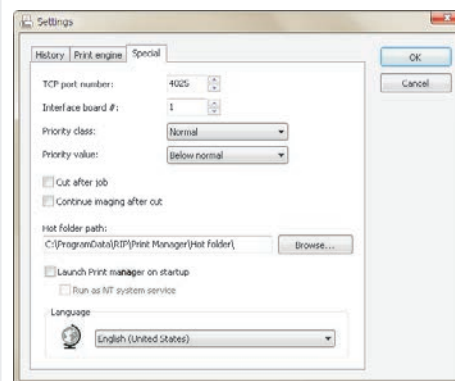 Settings
History Print engine Special
OK
Cancel
TCP port number: 4025
Interface board #: 1
Priority class: Normal
Priority value: Below normal
Cut after job
Continue imaging after cut
Hot folder path:
C:\ProgramData\RIP\Print Manager\Hot folder\ Browse...
Launch Print manager on startup
Run as NT system service
Language
English (United States)